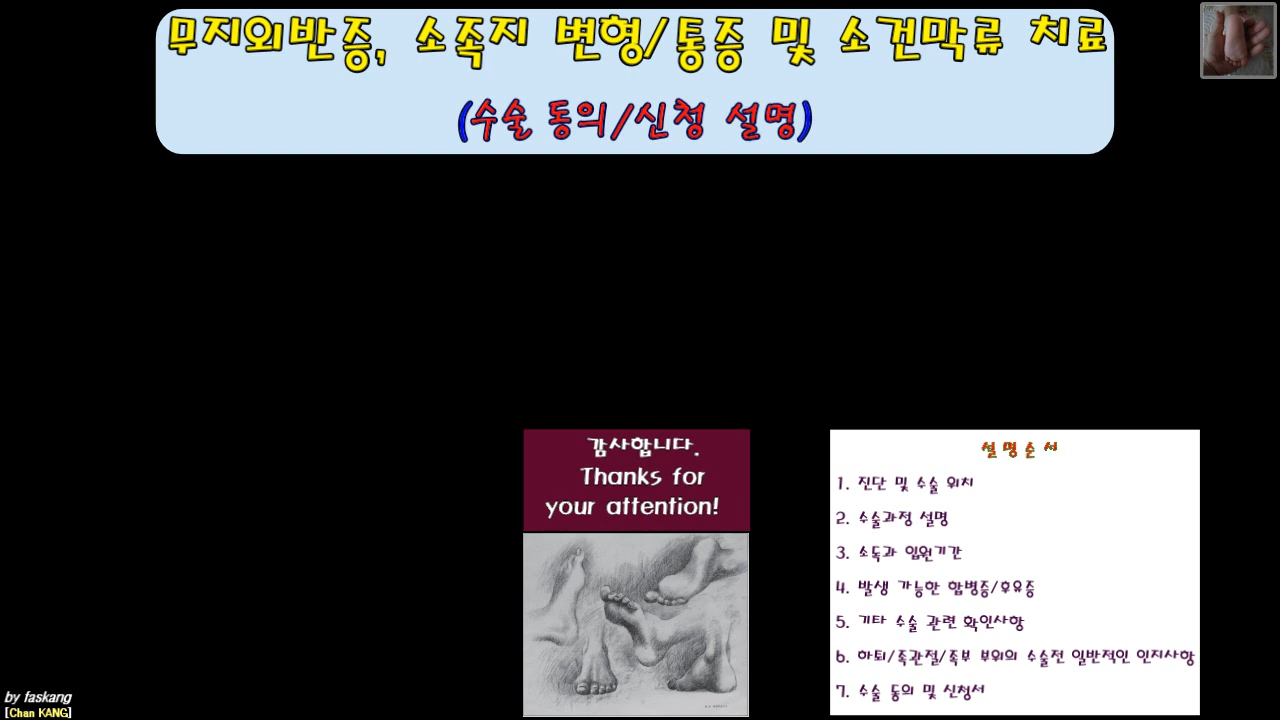 무지외반증, 소족지 변형/통증 및 소건막류 치료
(수술 동의/신청 설명)
감사합니다.
Thanks for
your attention!
설명순서
1. 진단 및 수술 위치
2. 수술과정 설명
3. 소독과 입원기간
4. 발생 가능한 합병증/후유증
5. 기타 수술 관련 확인사항
6. 하퇴/족관절/족부 부위의 수술전 일반적인 인지사항
7. 수술 동의 및 신청서
by faskang
[Chan KANG]